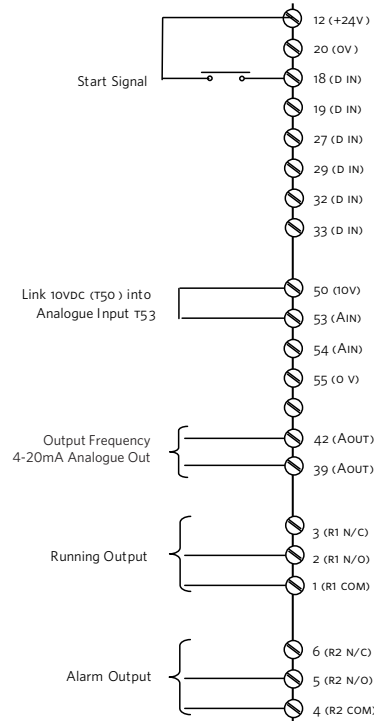 12 (+24V)
20 (0V)
Start Signal
18 (D IN)
19 (D IN)
27 (D IN)
29 (D IN)
32 (D IN)
33 (D IN)
Link 10VDC (T50 ) into
Analogue Input T53
50 (10V)
53 (AIN)
54 (AIN)
55 (0 V)
Output Frequency
4-20mA Analogue Out
42 (AOUT)
39 (AOUT)
Running Output
3 (R1 N/C)
2 (R1 N/O)
1 (R1 COM)
Alarm Output
6 (R2 N/C)
5 (R2 N/O)
4 (R2 COM)